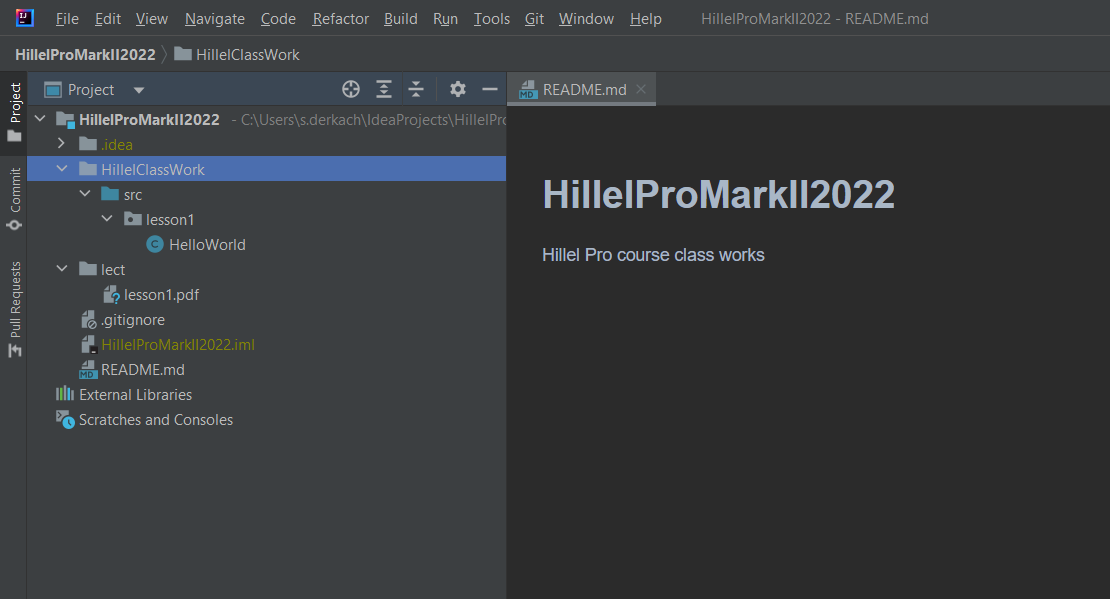 File Edit View Navigate Code Refactor Build Run Tools Git Window Help HillelProMarkII2022 - README.md
HillelProMarkII2022 HillelClassWork
Project
Commit
Pull Requests
Project
README.md
HillelProMarkII2022 - C:\Users\s.derkach\IdeaProjects\HillelPro
.idea
HillelClassWork
src
lesson1
C HelloWorld
lect
lesson1.pdf
.gitignore
HillelProMarkII2022.iml
MD README.md
External Libraries
Scratches and Consoles
HillelProMarkII2022
Hillel Pro course class works